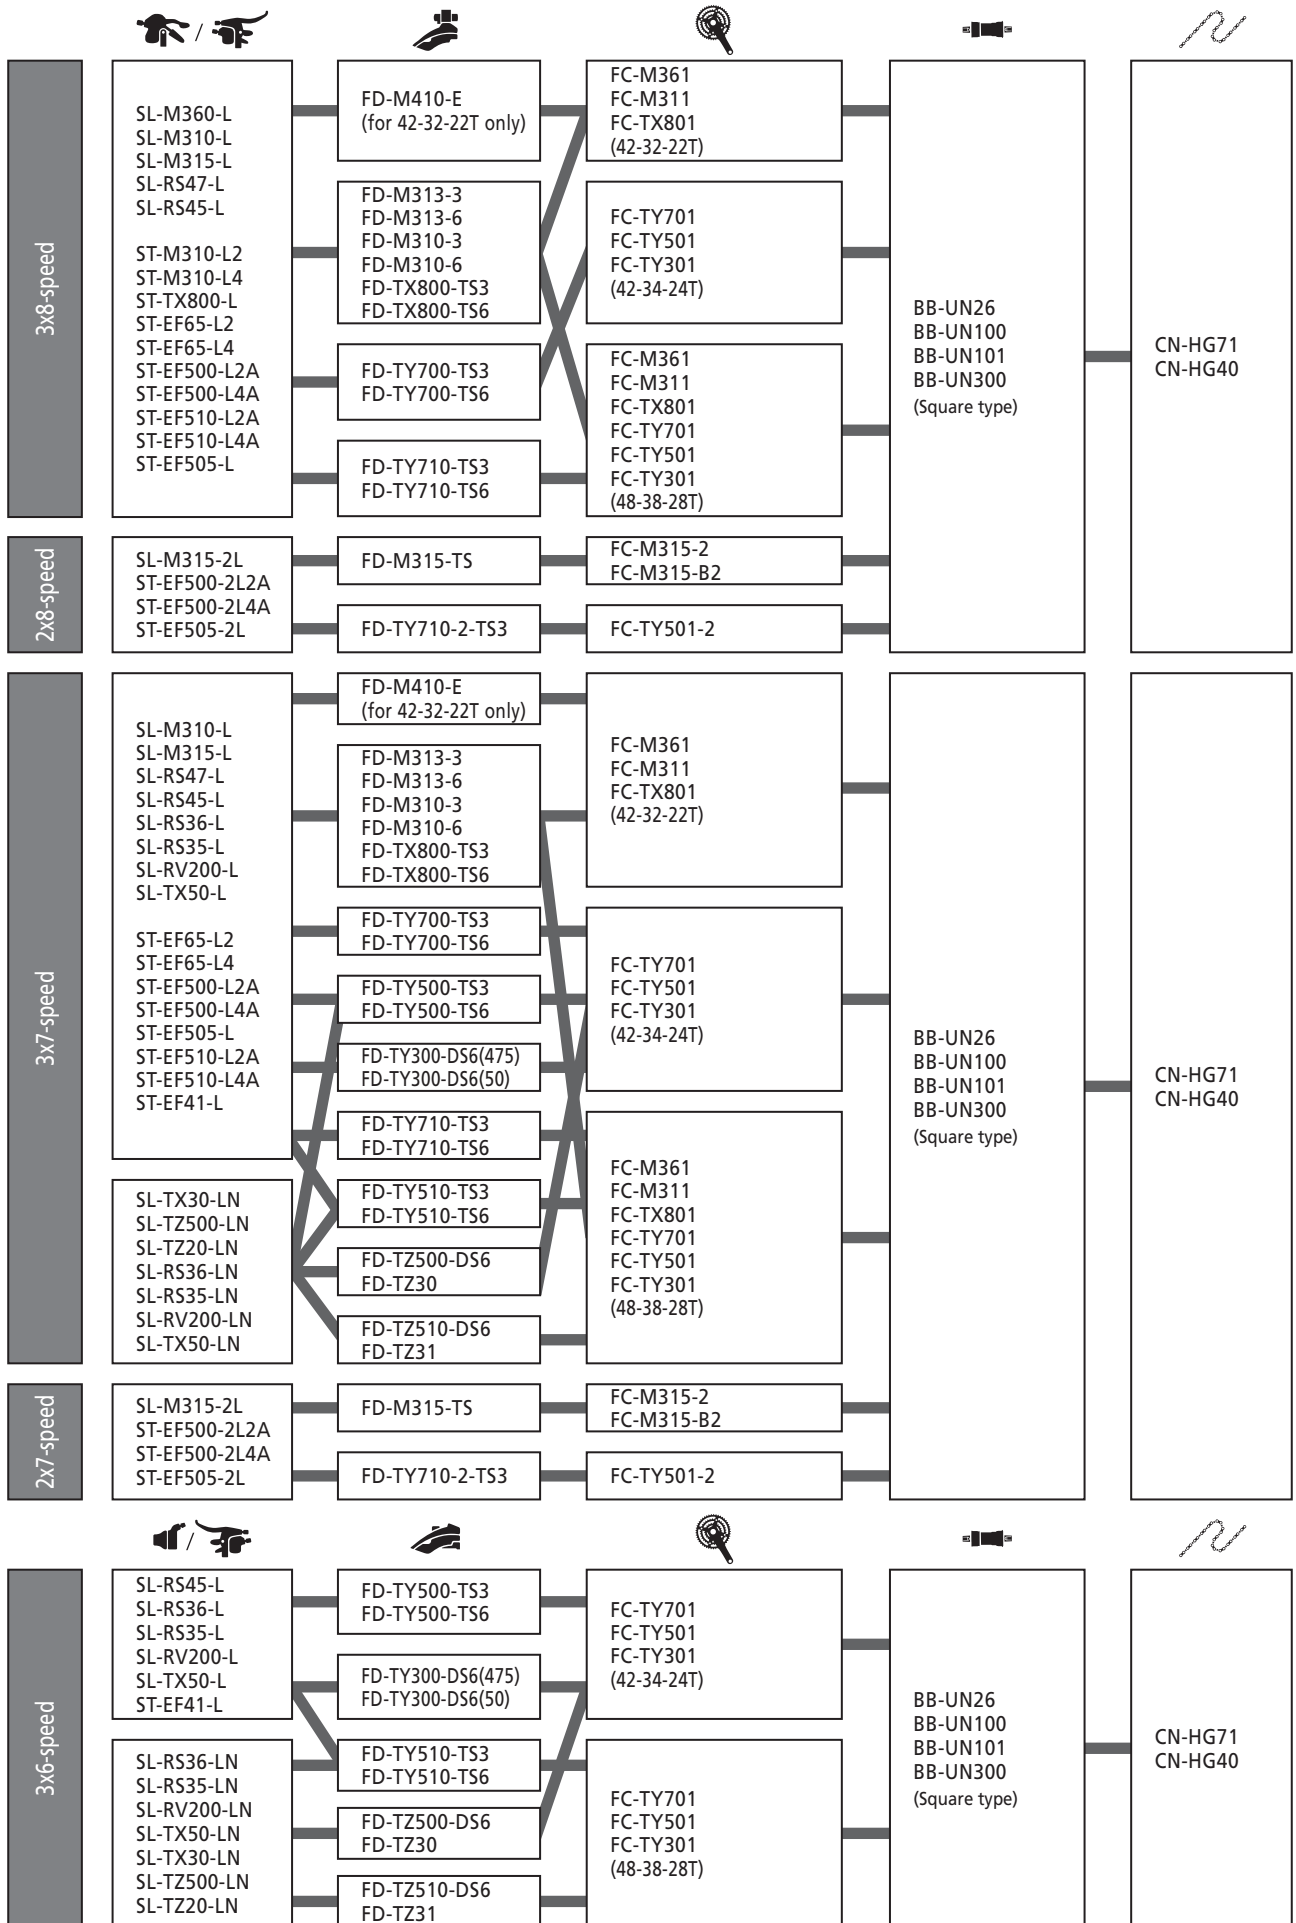 /
3x8-speed
SL-M360-L
SL-M310-L
SL-M315-L
SL-RS47-L
SL-RS45-L
ST-M310-L2
ST-M310-L4
ST-TX800-L
ST-EF65-L2
ST-EF65-L4
ST-EF500-L2A
ST-EF500-L4A
ST-EF510-L2A
ST-EF510-L4A
ST-EF505-L
FD-M410-E
(for 42-32-22T only)
FD-M313-3
FD-M313-6
FD-M310-3
FD-M310-6
FD-TX800-TS3
FD-TX800-TS6
FD-TY700-TS3
FD-TY700-TS6
FD-TY710-TS3
FD-TY710-TS6
FC-M361
FC-M311
FC-TX801
(42-32-22T)
FC-TY701
FC-TY501
FC-TY301
(42-34-24T)
FC-M361
FC-M311
FC-TX801
FC-TY701
FC-TY501
FC-TY301
(48-38-28T)
BB-UN26
BB-UN100
BB-UN101
BB-UN300
(Square type)
CN-HG71
CN-HG40
2x8-speed
SL-M315-2L
ST-EF500-2L2A
ST-EF500-2L4A
ST-EF505-2L
FD-M315-TS
FD-TY710-2-TS3
FC-M315-2
FC-M315-B2
FC-TY501-2
3x7-speed
SL-M310-L
SL-M315-L
SL-RS47-L
SL-RS45-L
SL-RS36-L
SL-RS35-L
SL-RV200-L
SL-TX50-L
ST-EF65-L2
ST-EF65-L4
ST-EF500-L2A
ST-EF500-L4A
ST-EF505-L
ST-EF510-L2A
ST-EF510-L4A
ST-EF41-L
SL-TX30-LN
SL-TZ500-LN
SL-TZ20-LN
SL-RS36-LN
SL-RS35-LN
SL-RV200-LN
SL-TX50-LN
FD-M410-E
(for 42-32-22T only)
FD-M313-3
FD-M313-6
FD-M310-3
FD-M310-6
FD-TX800-TS3
FD-TX800-TS6
FD-TY700-TS3
FD-TY700-TS6
FD-TY500-TS3
FD-TY500-TS6
FD-TY300-DS6(475)
FD-TY300-DS6(50)
FD-TY710-TS3
FD-TY710-TS6
FD-TY510-TS3
FD-TY510-TS6
FD-TZ500-DS6
FD-TZ30
FD-TZ510-DS6
FD-TZ31
FC-M361
FC-M311
FC-TX801
(42-32-22T)
FC-TY701
FC-TY501
FC-TY301
(42-34-24T)
FC-M361
FC-M311
FC-TX801
FC-TY701
FC-TY501
FC-TY301
(48-38-28T)
BB-UN26
BB-UN100
BB-UN101
BB-UN300
(Square type)
CN-HG71
CN-HG40
2x7-speed
SL-M315-2L
ST-EF500-2L2A
ST-EF500-2L4A
ST-EF505-2L
FD-M315-TS
FD-TY710-2-TS3
FC-M315-2
FC-M315-B2
FC-TY501-2
/
3x6-speed
SL-RS45-L
SL-RS36-L
SL-RS35-L
SL-RV200-L
SL-TX50-L
ST-EF41-L
SL-RS36-LN
SL-RS35-LN
SL-RV200-LN
SL-TX50-LN
SL-TX30-LN
SL-TZ500-LN
SL-TZ20-LN
FD-TY500-TS3
FD-TY500-TS6
FD-TY300-DS6(475)
FD-TY300-DS6(50)
FD-TY510-TS3
FD-TY510-TS6
FD-TZ500-DS6
FD-TZ30
FD-TZ510-DS6
FD-TZ31
FC-TY701
FC-TY501
FC-TY301
(42-34-24T)
FC-TY701
FC-TY501
FC-TY301
(48-38-28T)
BB-UN26
BB-UN100
BB-UN101
BB-UN300
(Square type)
CN-HG71
CN-HG40